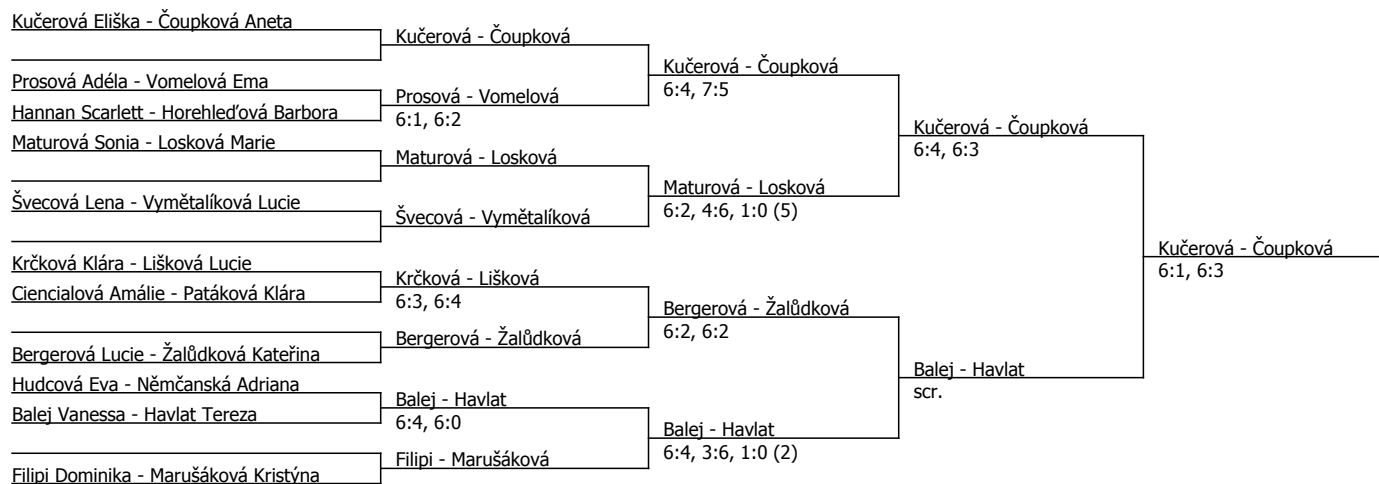 Kučerová Eliška - Čoupková Aneta
Prosová Adéla - Vomelová Ema
Hannan Scarlett - Horehleďová Barbora
Maturová Sonia - Losková Marie
Švecová Lena - Vymětalíková Lucie
Krčková Klára - Lišková Lucie
Ciencialová Amálie - Patáková Klára
Bergerová Lucie - Žalůdková Kateřina
Hudcová Eva - Němčanská Adriana
Balej Vanessa - Havlat Tereza
Filipi Dominika - Marušáková Kristýna
Kučerová - Čoupková
Prosová - Vomelová
6:1, 6:2
Maturová - Losková
Švecová - Vymětalíková
Krčková - Lišková
6:3, 6:4
Bergerová - Žalůdková
Balej - Havlat
6:4, 6:0
Filipi - Marušáková
Kučerová - Čoupková
6:4, 7:5
Maturová - Losková
6:2, 4:6, 1:0 (5)
Bergerová - Žalůdková
6:2, 6:2
Balej - Havlat
6:4, 3:6, 1:0 (2)
Kučerová - Čoupková
6:4, 6:3
Balej - Havlat
scr.
Kučerová - Čoupková
6:1, 6:3